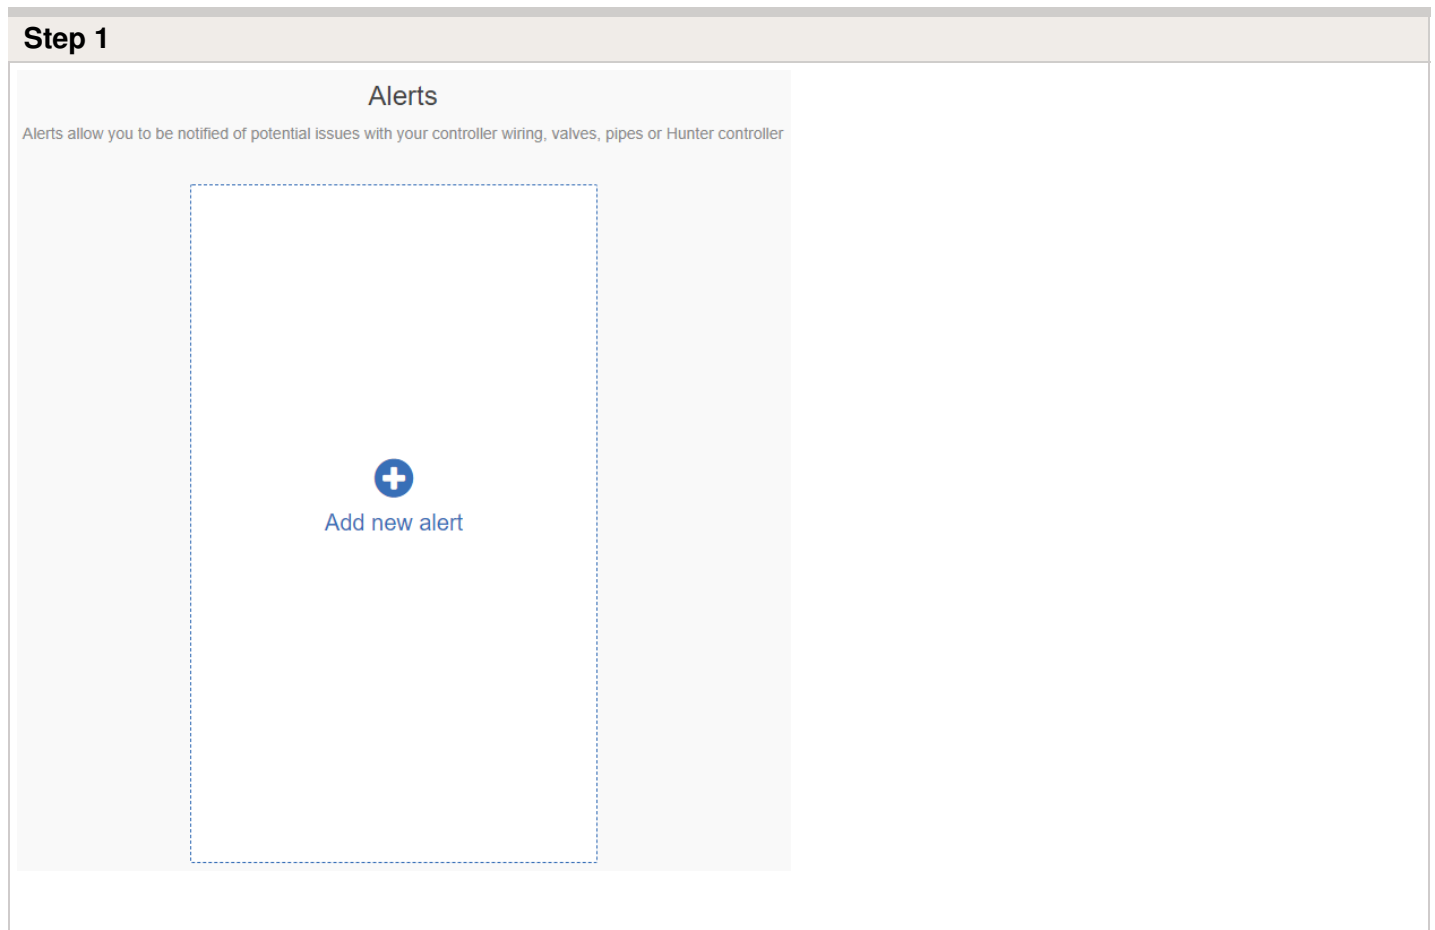 Step 1
Alerts
Alerts allow you to be notified of potential issues with your controller wiring, valves, pipes or Hunter controller
Add new alert